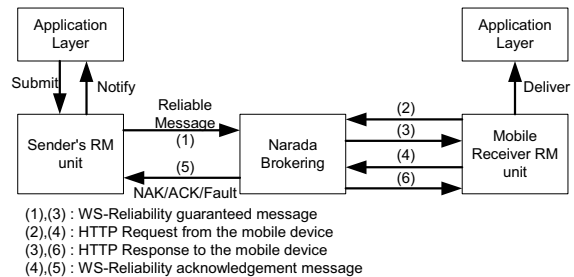 Application
Layer
Application
Layer
Submit
Notify
Deliver
Reliable
Message
(1)
(2)
(3)
(4)
(5)
(6)
Sender's RM
unit
Narada
Brokering
Mobile
Receiver RM
unit
NAK/ACK/Fault
(1),(3) : WS-Reliability guaranteed message
(2),(4) : HTTP Request from the mobile device
(3),(6) : HTTP Response to the mobile device
(4),(5) : WS-Reliability acknowledgement message